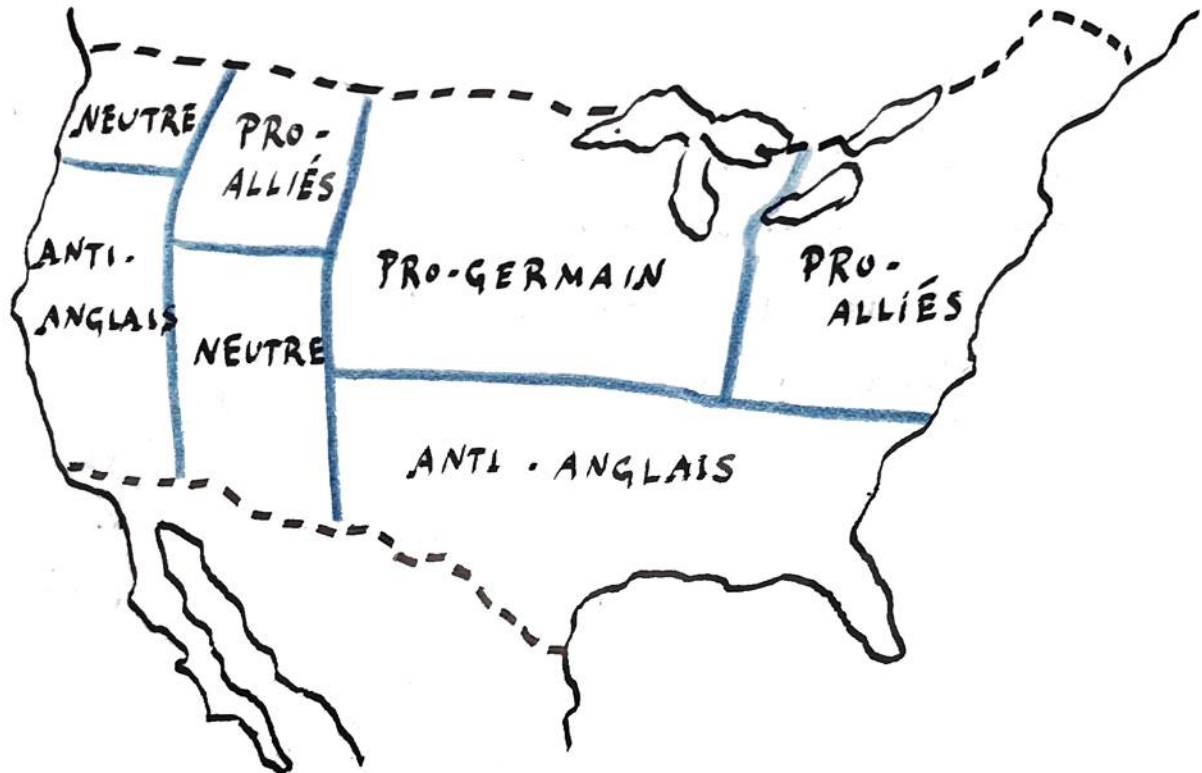 NEUTRE
PRO-
ALLIÉS
ANTI-
ANGLAIS
NEUTRE
PRO-GERMAIN
PRO-
ALLIÉS
ANTI-ANGLAIS